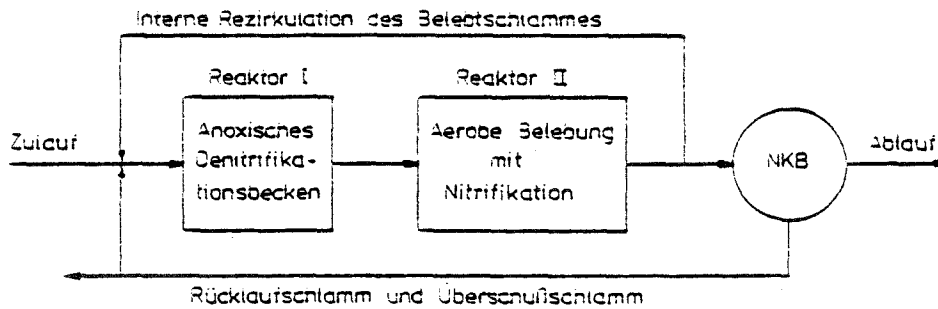 Interne Rezirkulation des Belebtschlammes
Reaktor I
Reaktor II
Zulauf
Anoxisches
Denitrifika-
tionsbecken
Aerobe Belebung
mit
Nitrifikation
NKB
Ablauf
Rücklaufschlamm und Überschußschlamm